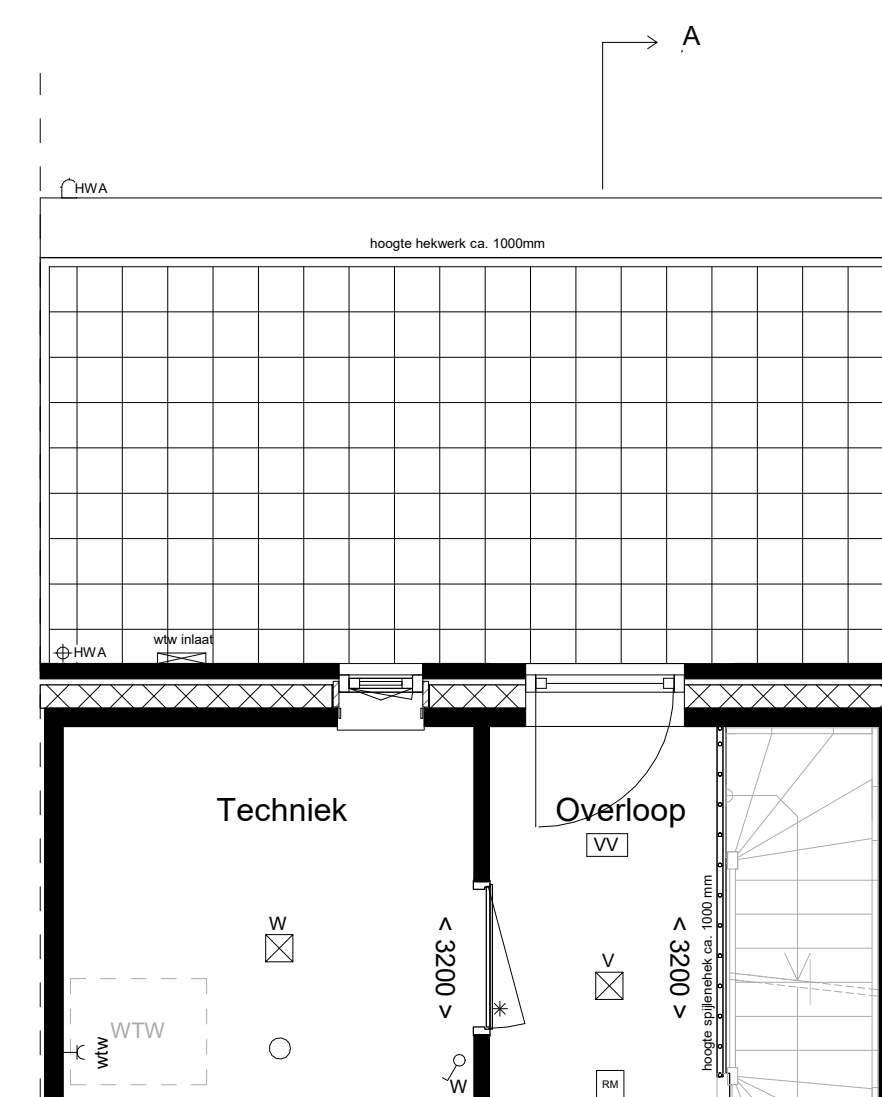 A
HWA
hoogte hekwerk ca. 1000mm
wtw inlaat
HWA
Techniek
Overloop
VV
W
< 3200 >
V
< 3200 >
hoogte spijlenehek ca. 1000 mm
WTW
wtw
W
RM